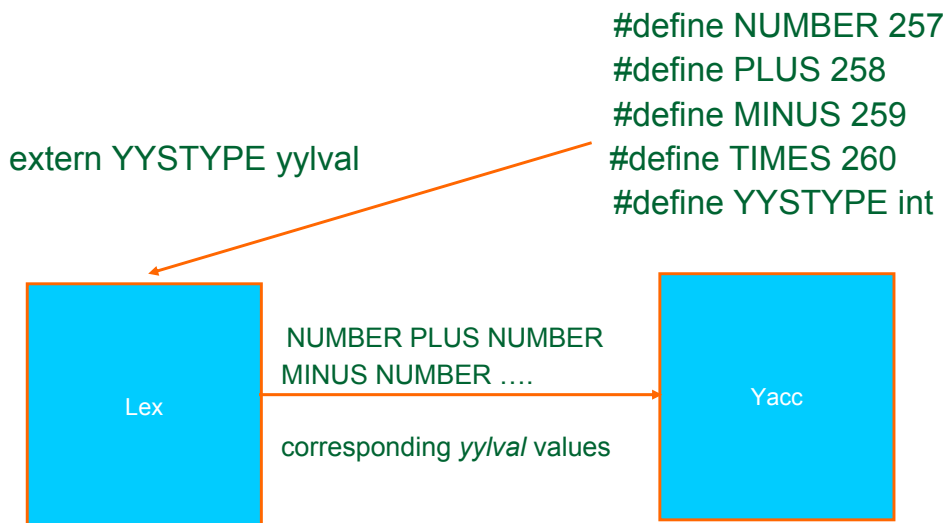 #define NUMBER 257
#define PLUS 258
#define MINUS 259
extern YYSTYPE yylval
#define TIMES 260
#define YYSTYPE int
NUMBER PLUS NUMBER
MINUS NUMBER ….
Lex
Yacc
corresponding yylval values